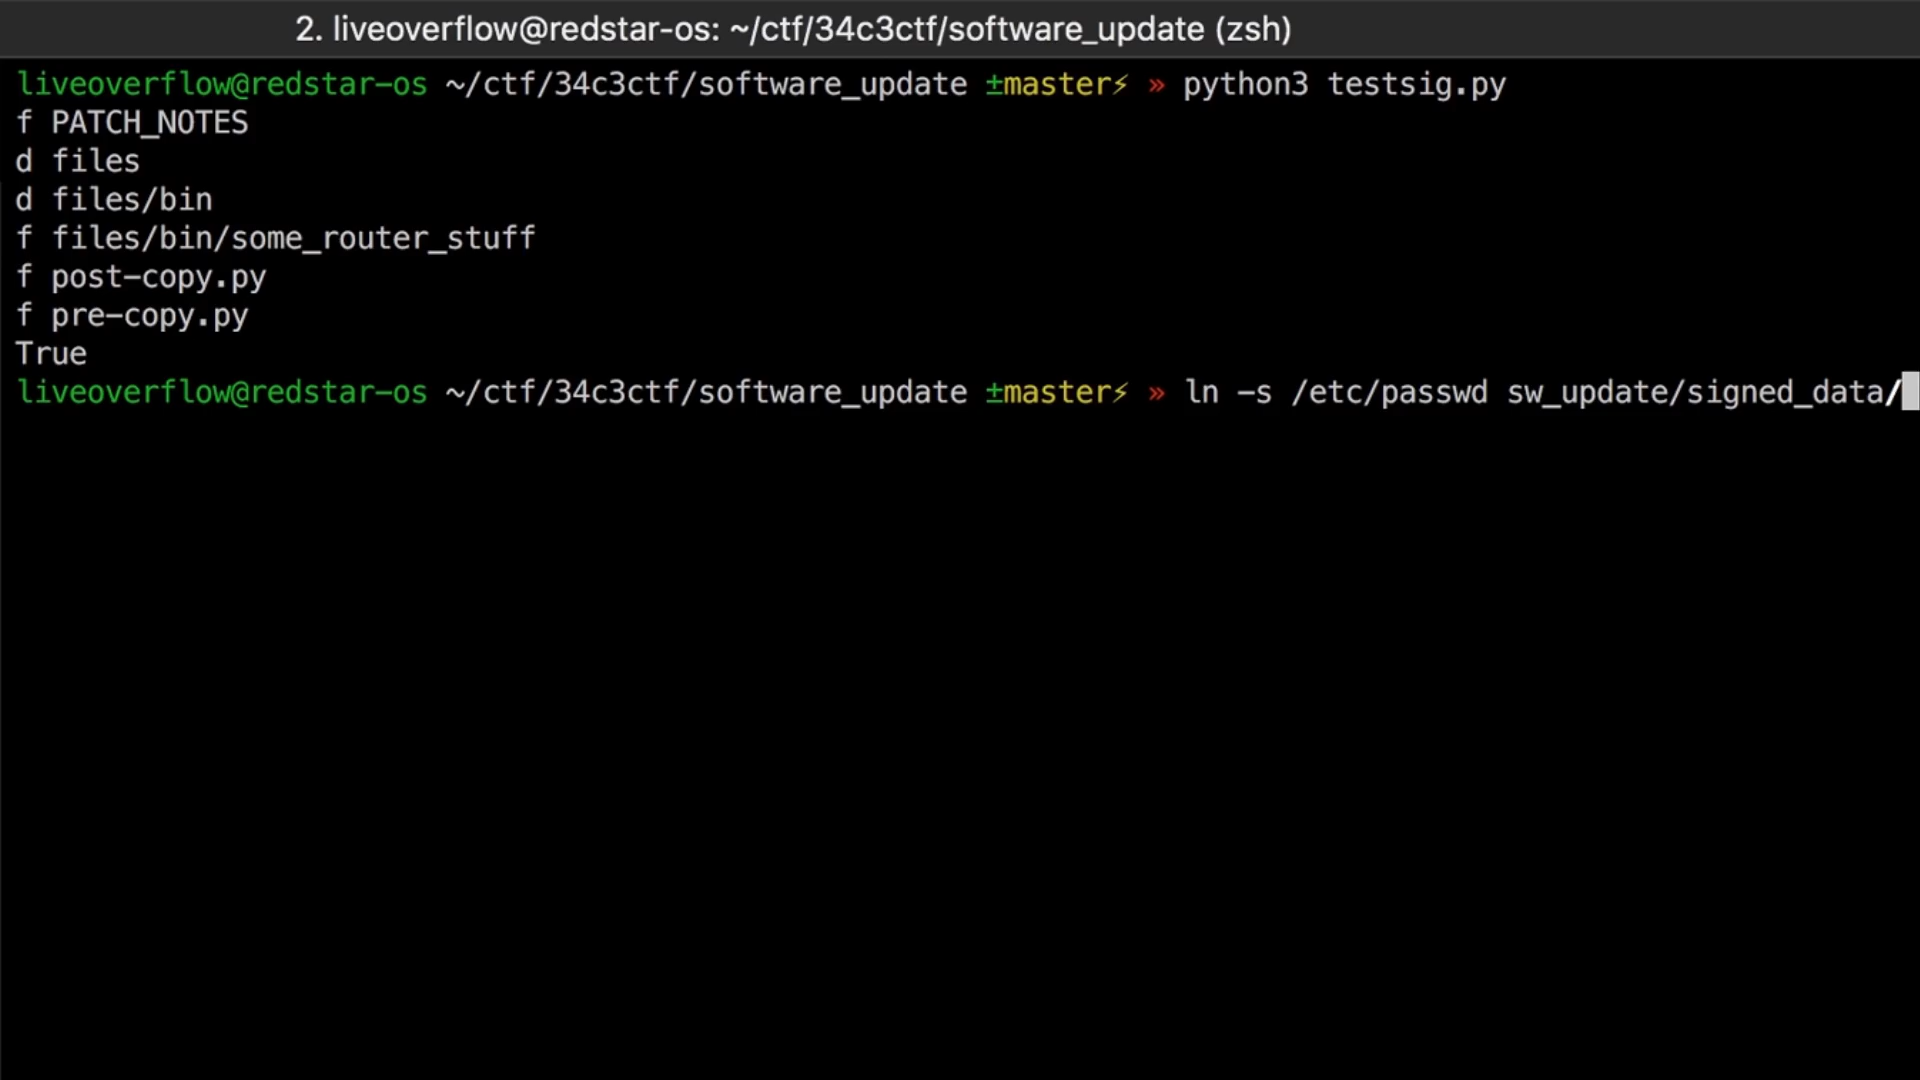 2. liveoverflow@redstar-os: ~/ctf/34c3ctf/software_update (zsh)
liveoverflow@redstar-os ~/ctf/34c3ctf/software_update ±master⚡ » python3 testsig.py
f PATCH_NOTES
d files
d files/bin
f files/bin/some_router_stuff
f post-copy.py
f pre-copy.py
True
liveoverflow@redstar-os ~/ctf/34c3ctf/software_update ±master⚡ » ln -s /etc/passwd sw_update/signed_data/